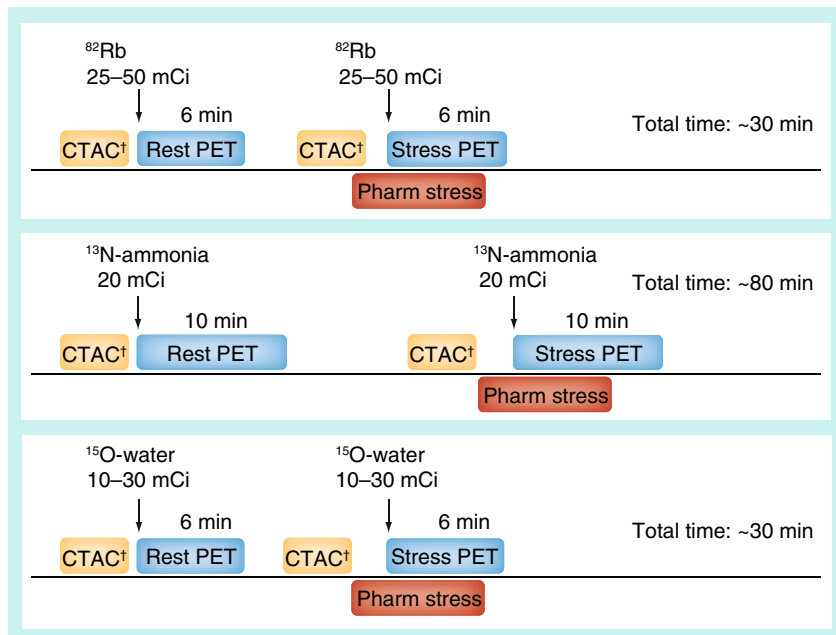 ⁸²Rb
25–50 mCi
⁸²Rb
25–50 mCi
6 min
6 min
Total time: ~30 min
CTAC†
Rest PET
CTAC†
Stress PET
Pharm stress
¹³N-ammonia
20 mCi
¹³N-ammonia
20 mCi
Total time: ~80 min
10 min
10 min
CTAC†
Rest PET
CTAC†
Stress PET
Pharm stress
¹⁵O-water
10–30 mCi
¹⁵O-water
10–30 mCi
6 min
6 min
Total time: ~30 min
CTAC†
Rest PET
CTAC†
Stress PET
Pharm stress